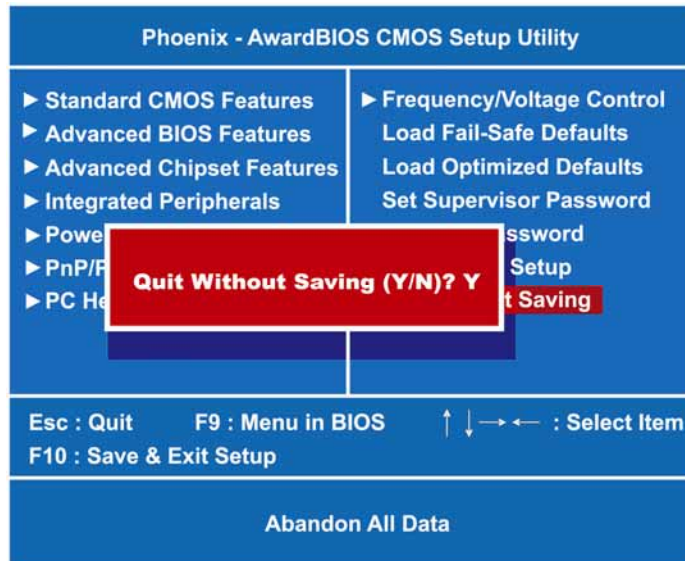 Phoenix - AwardBIOS CMOS Setup Utility
► Standard CMOS Features
► Advanced BIOS Features
► Advanced Chipset Features
► Integrated Peripherals
► Powe
► PnP/P
► PC He
► Frequency/Voltage Control
Load Fail-Safe Defaults
Load Optimized Defaults
Set Supervisor Password
ssword
Setup
t Saving
Quit Without Saving (Y/N)? Y
Esc : Quit F9 : Menu in BIOS ↑ ↓ → ← : Select Item
F10 : Save & Exit Setup
Abandon All Data